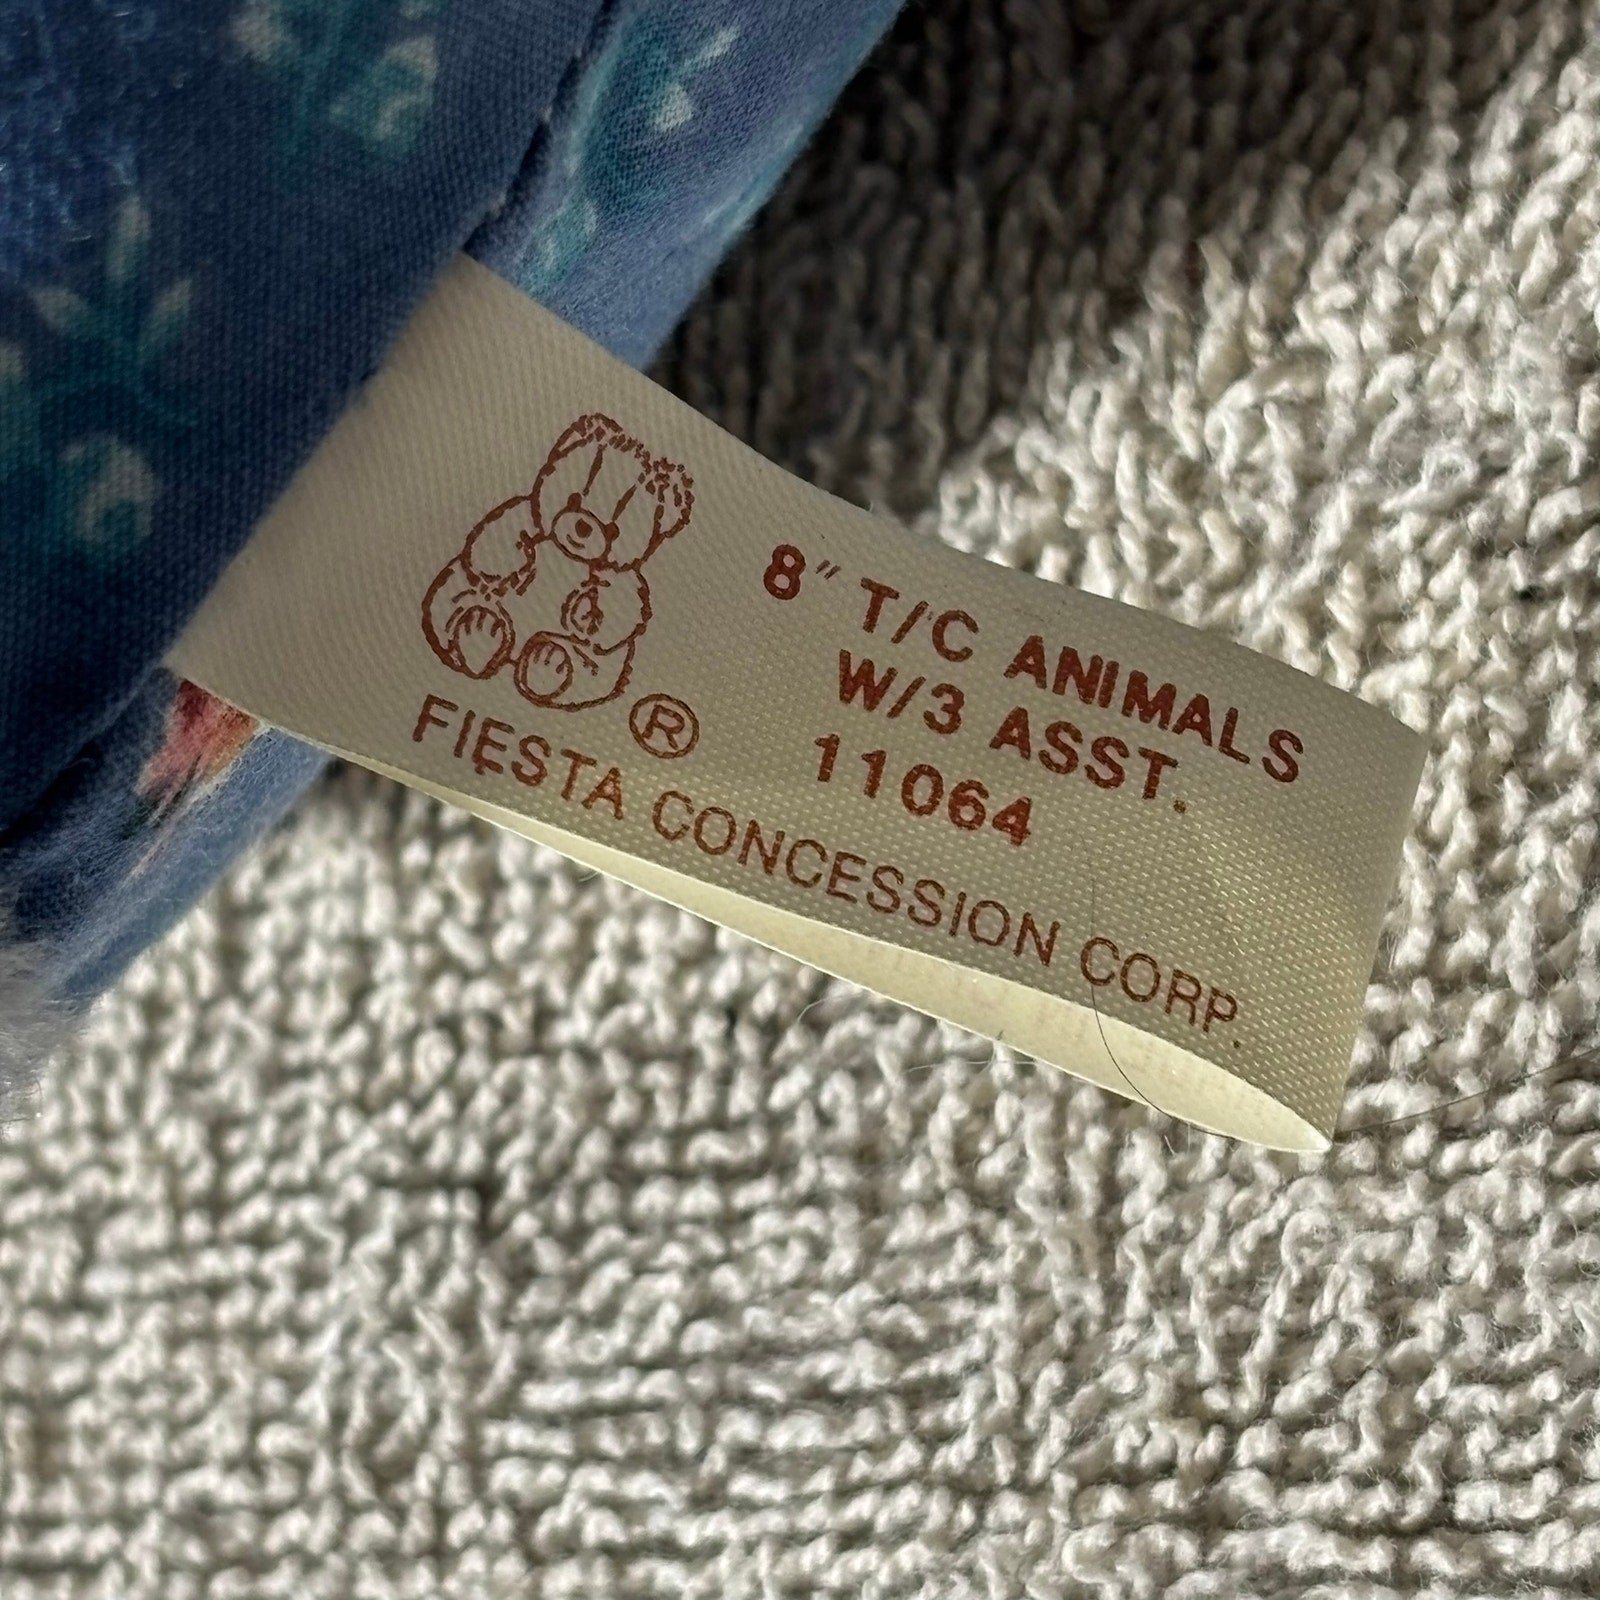 8" T/C ANIMALS
W/3 ASST.
11064
®
FIESTA CONCESSION CORP.